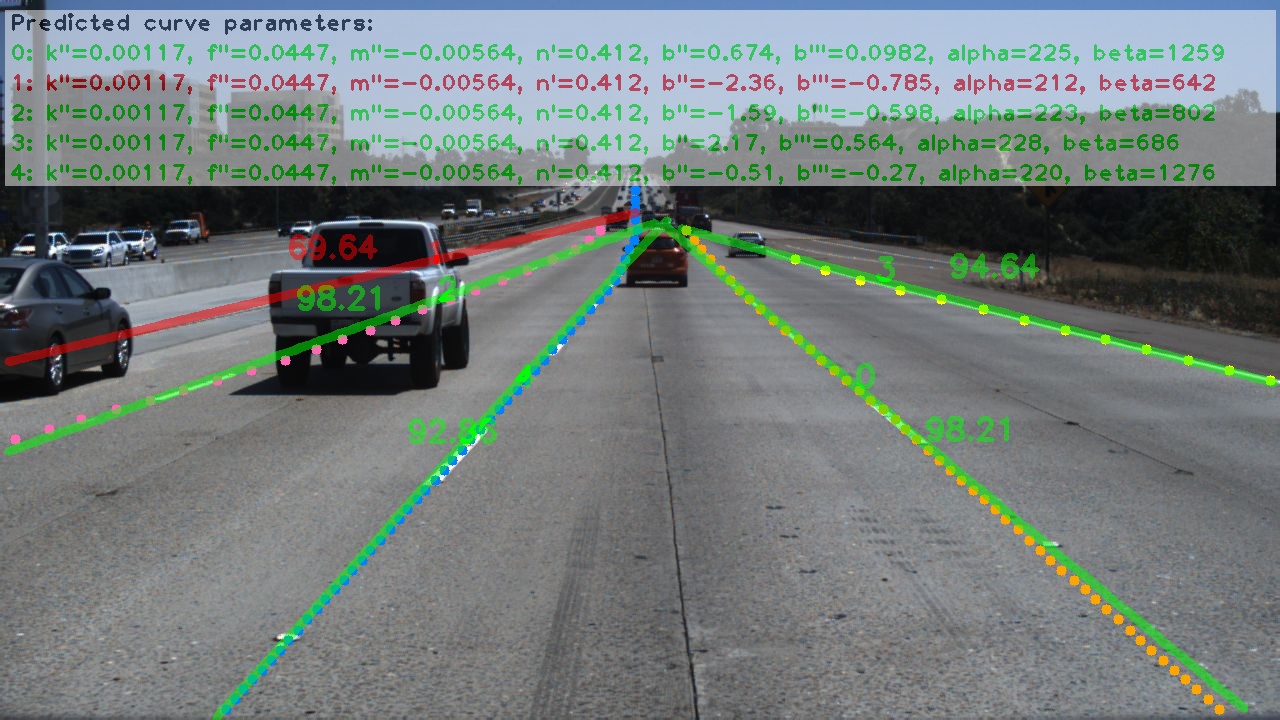 Predicted curve parameters:
0: k''=0.00117, f''=0.0447, m''=-0.00564, n'=0.412, b''=0.674, b'''=0.0982, alpha=225, beta=1259
1: k''=0.00117, f''=0.0447, m''=-0.00564, n'=0.412, b''=-2.36, b'''=-0.785, alpha=212, beta=642
2: k''=0.00117, f''=0.0447, m''=-0.00564, n'=0.412, b''=-1.59, b'''=-0.598, alpha=223, beta=802
3: k''=0.00117, f''=0.0447, m''=-0.00564, n'=0.412, b''=2.17, b'''=0.564, alpha=228, beta=686
4: k''=0.00117, f''=0.0447, m''=-0.00564, n'=0.412, b''=-0.51, b'''=-0.27, alpha=220, beta=1276
69.64
3 94.64
98.21
0
98.21